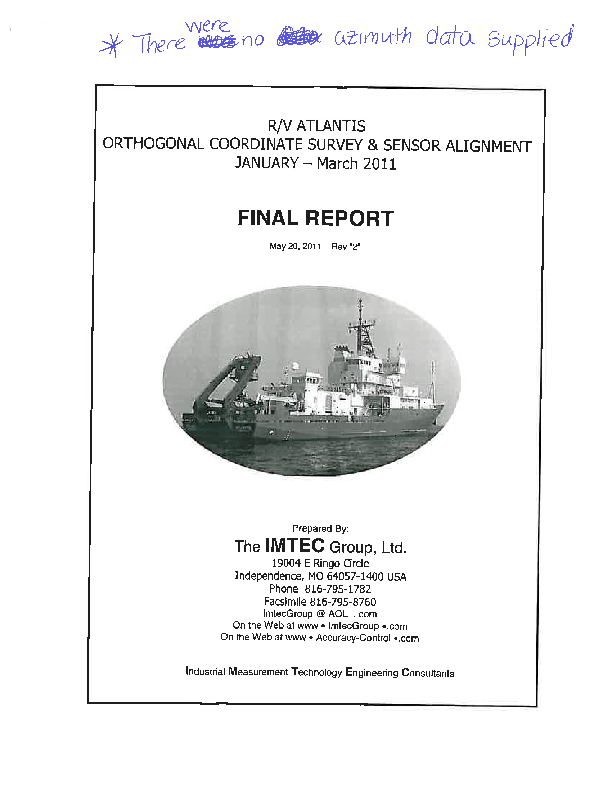 * There were no azimuth data supplied
R/V ATLANTIS
ORTHOGONAL COORDINATE SURVEY & SENSOR ALIGNMENT
JANUARY – March 2011
FINAL REPORT
May 20, 2011 Rev "2"
Prepared By:
The IMTEC Group, Ltd.
19004 E Ringo Circle
Independence, MO 64057-1400 USA
Phone 816-795-1782
Facsimile 816-795-8760
ImtecGroup @ AOL . com
On the Web at www • ImtecGroup •.com
On the Web at www • Accuracy-Control •.com
Industrial Measurement Technology Engineering Consultants